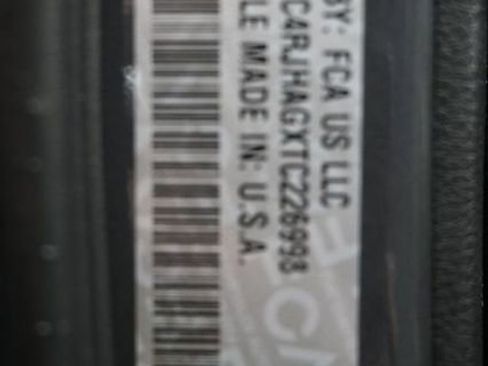 BY: FCA US LLC
C4RJHAGXTC226998
LE MADE IN: U.S.A.